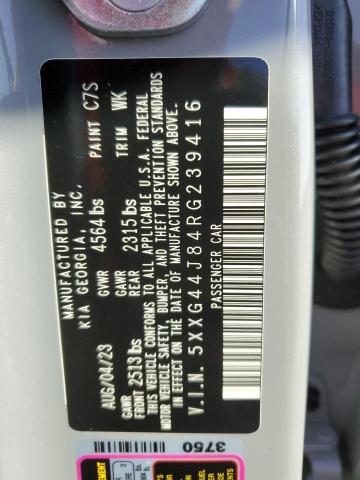 MANUFACTURED BY
KIA GEORGIA, INC.
PAINT C7S
AUG/04/23
GVWR
4564 lbs
TRIM WK
GAWR
FRONT 2513 lbs
GAWR
REAR 2315 lbs
THIS VEHICLE CONFORMS TO ALL APPLICABLE U.S.A. FEDERAL
MOTOR VEHICLE SAFETY, BUMPER, AND THEFT PREVENTION STANDARDS
IN EFFECT ON THE DATE OF MANUFACTURE SHOWN ABOVE.
V.I.N. 5XXG44J84RG239416
PASSENGER CAR
3750